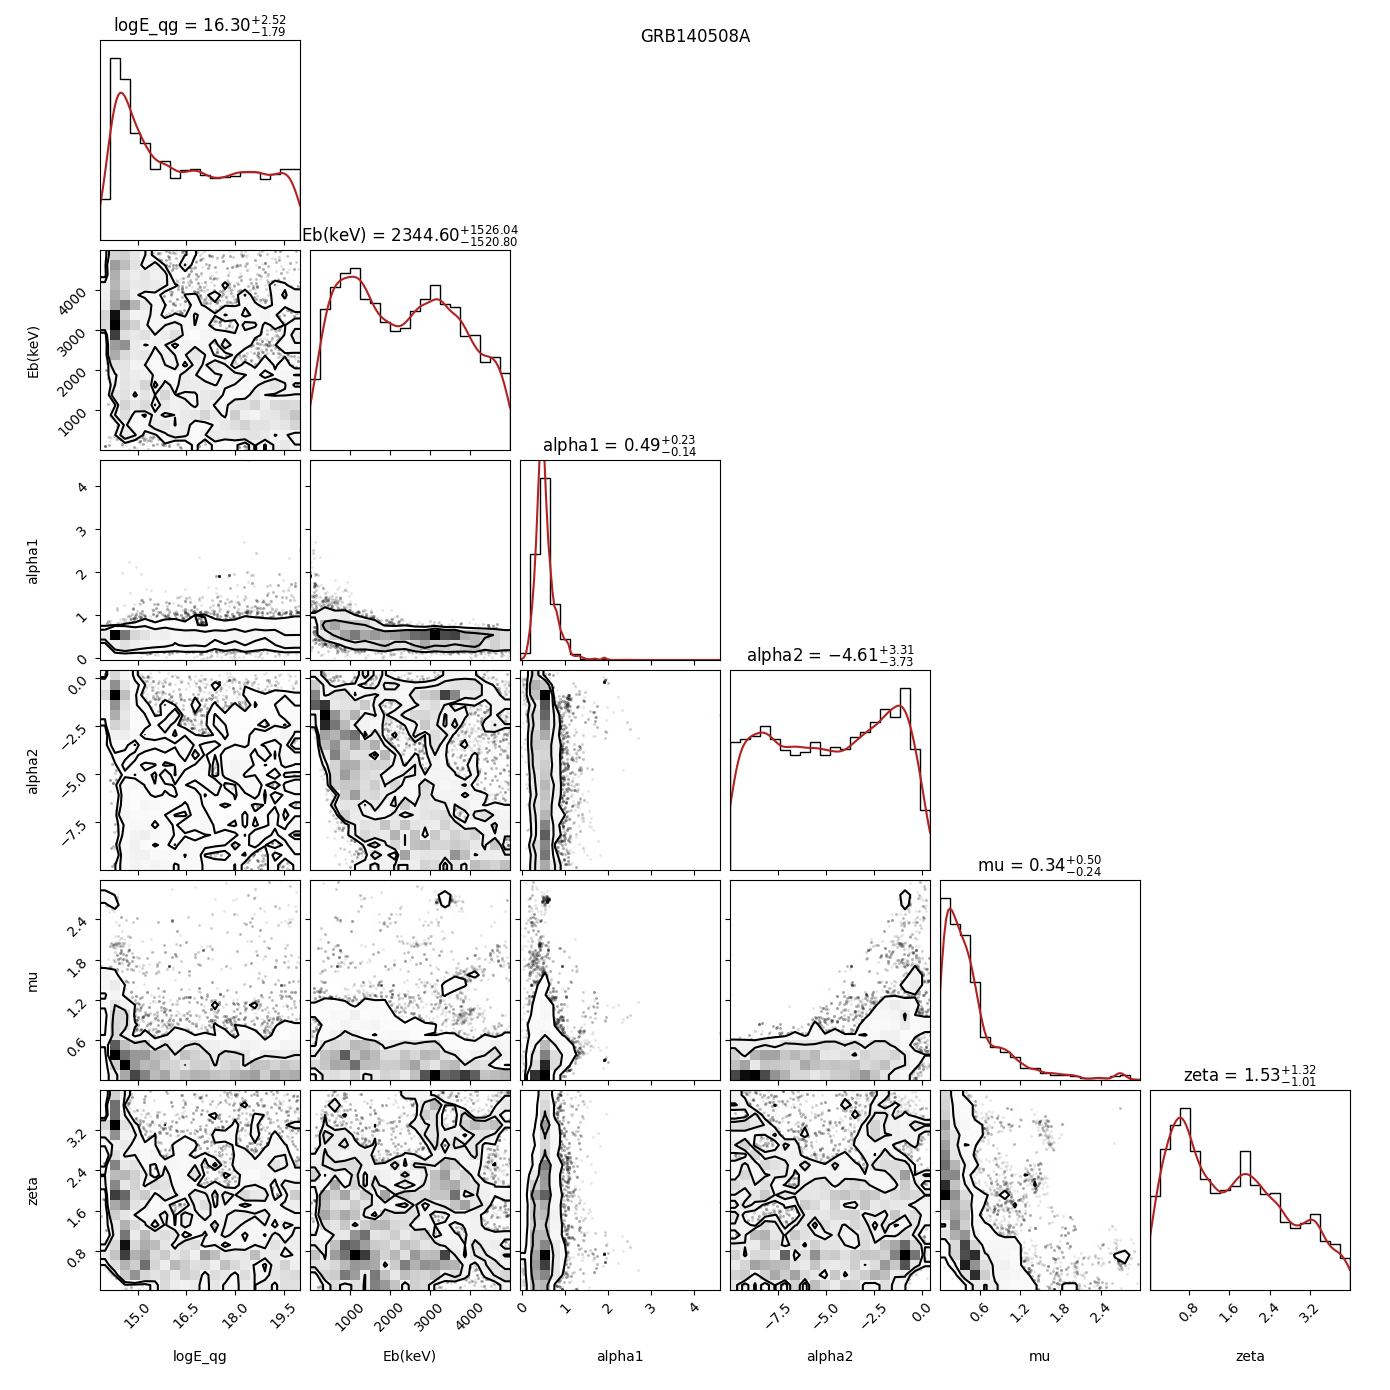 GRB140508A
logE_qg = 16.30+2.52 −1.79
Eb(keV) = 2344.60+1526.04 −1520.80
alpha1 = 0.49+0.23 −0.14
alpha2 = −4.61+3.31 −3.73
mu = 0.34+0.50 −0.24
zeta = 1.53+1.32 −1.01
Eb(keV)
4000
3000
2000
1000
alpha1
4
3
2
1
0
alpha2
0.0
−2.5
−5.0
−7.5
mu
2.4
1.8
1.2
0.6
zeta
3.2
2.4
1.6
0.8
15.0 16.5 18.0 19.5
1000 2000 3000 4000
0 1 2 3 4
−7.5 −5.0 −2.5 0.0
0.6 1.2 1.8 2.4
0.8 1.6 2.4 3.2
logE_qg Eb(keV) alpha1 alpha2 mu zeta